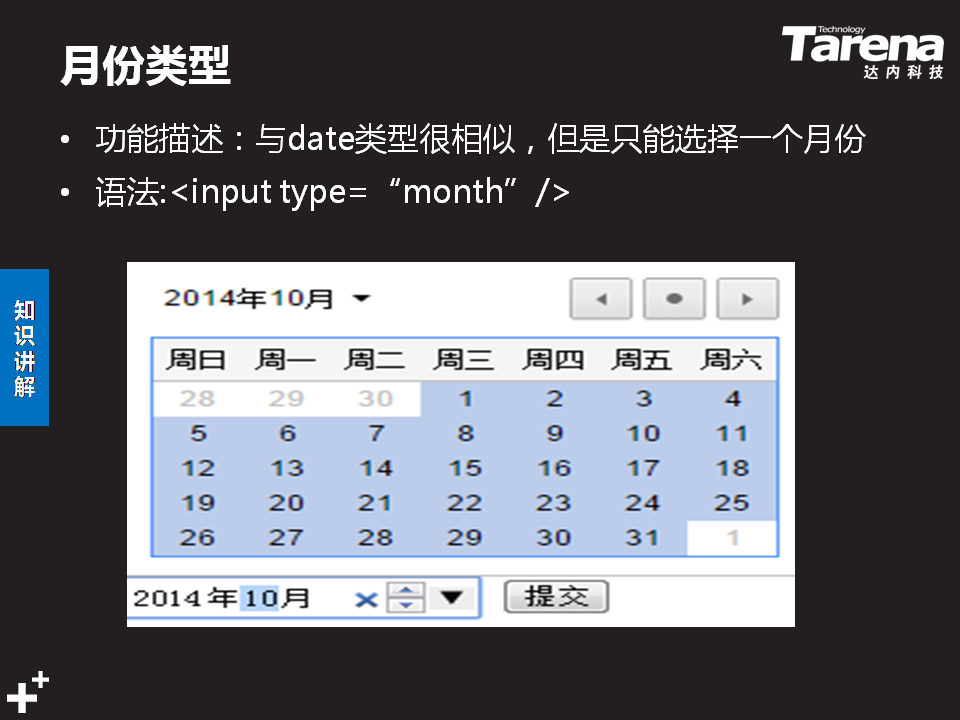 月份类型
Technology
Tarena
达内科技
• 功能描述：与date类型很相似，但是只能选择一个月份
• 语法:<input type=“month”/>
知识讲解
2014年10月
周日 周一 周二 周三 周四 周五 周六
28 29 30 1 2 3 4
5 6 7 8 9 10 11
12 13 14 15 16 17 18
19 20 21 22 23 24 25
26 27 28 29 30 31 1
2014年10月 提交